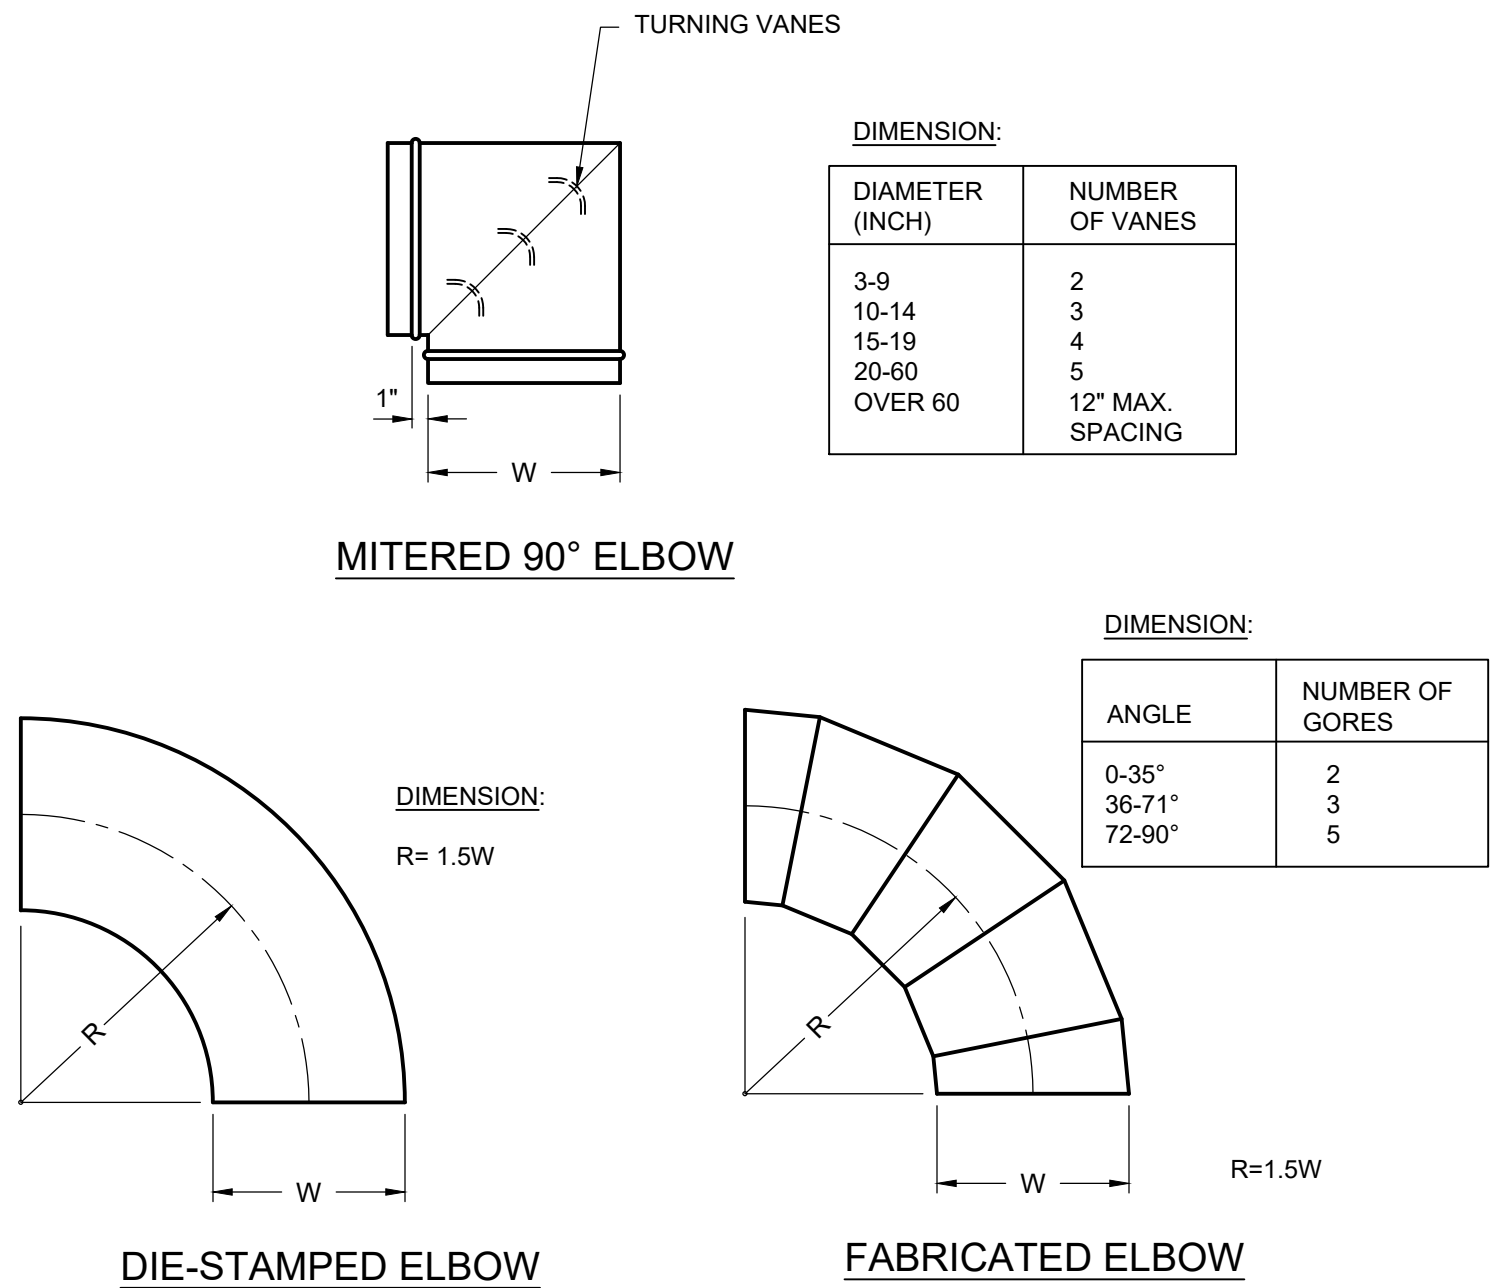 TURNING VANES
DIMENSION:
DIAMETER (INCH)
NUMBER OF VANES
3-9 2
10-14 3
15-19 4
20-60 5
OVER 60 12" MAX. SPACING
1"
W
MITERED 90° ELBOW
DIMENSION:
ANGLE
NUMBER OF GORES
0-35° 2
36-71° 3
72-90° 5
DIMENSION:
R= 1.5W
R
W
DIE-STAMPED ELBOW
R
W
R=1.5W
FABRICATED ELBOW